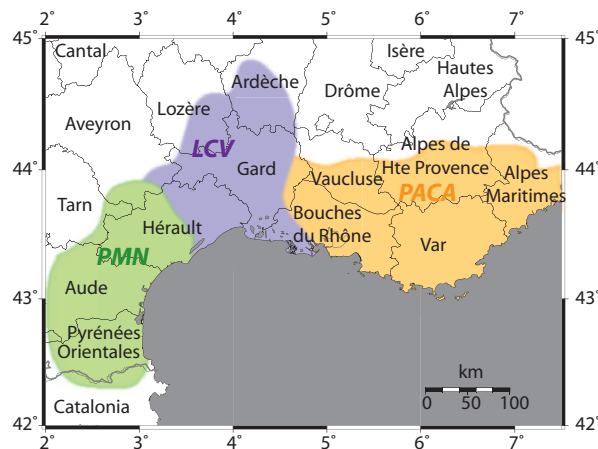 2° 3° 4° 5° 6° 7°
45° 45°
Cantal
Isère
Ardèche
Hautes
Alpes
Drôme
Lozère
Aveyron
LCV
Alpes de
Hte Provence
44° 44°
Gard
Vaucluse
Alpes
Maritimes
PACA
Tarn
Hérault
Bouches
du Rhône
Var
PMN
43° 43°
Aude
Pyrénées
Orientales
Catalonia
km
0 50 100
42° 42°
2° 3° 4° 5° 6° 7°